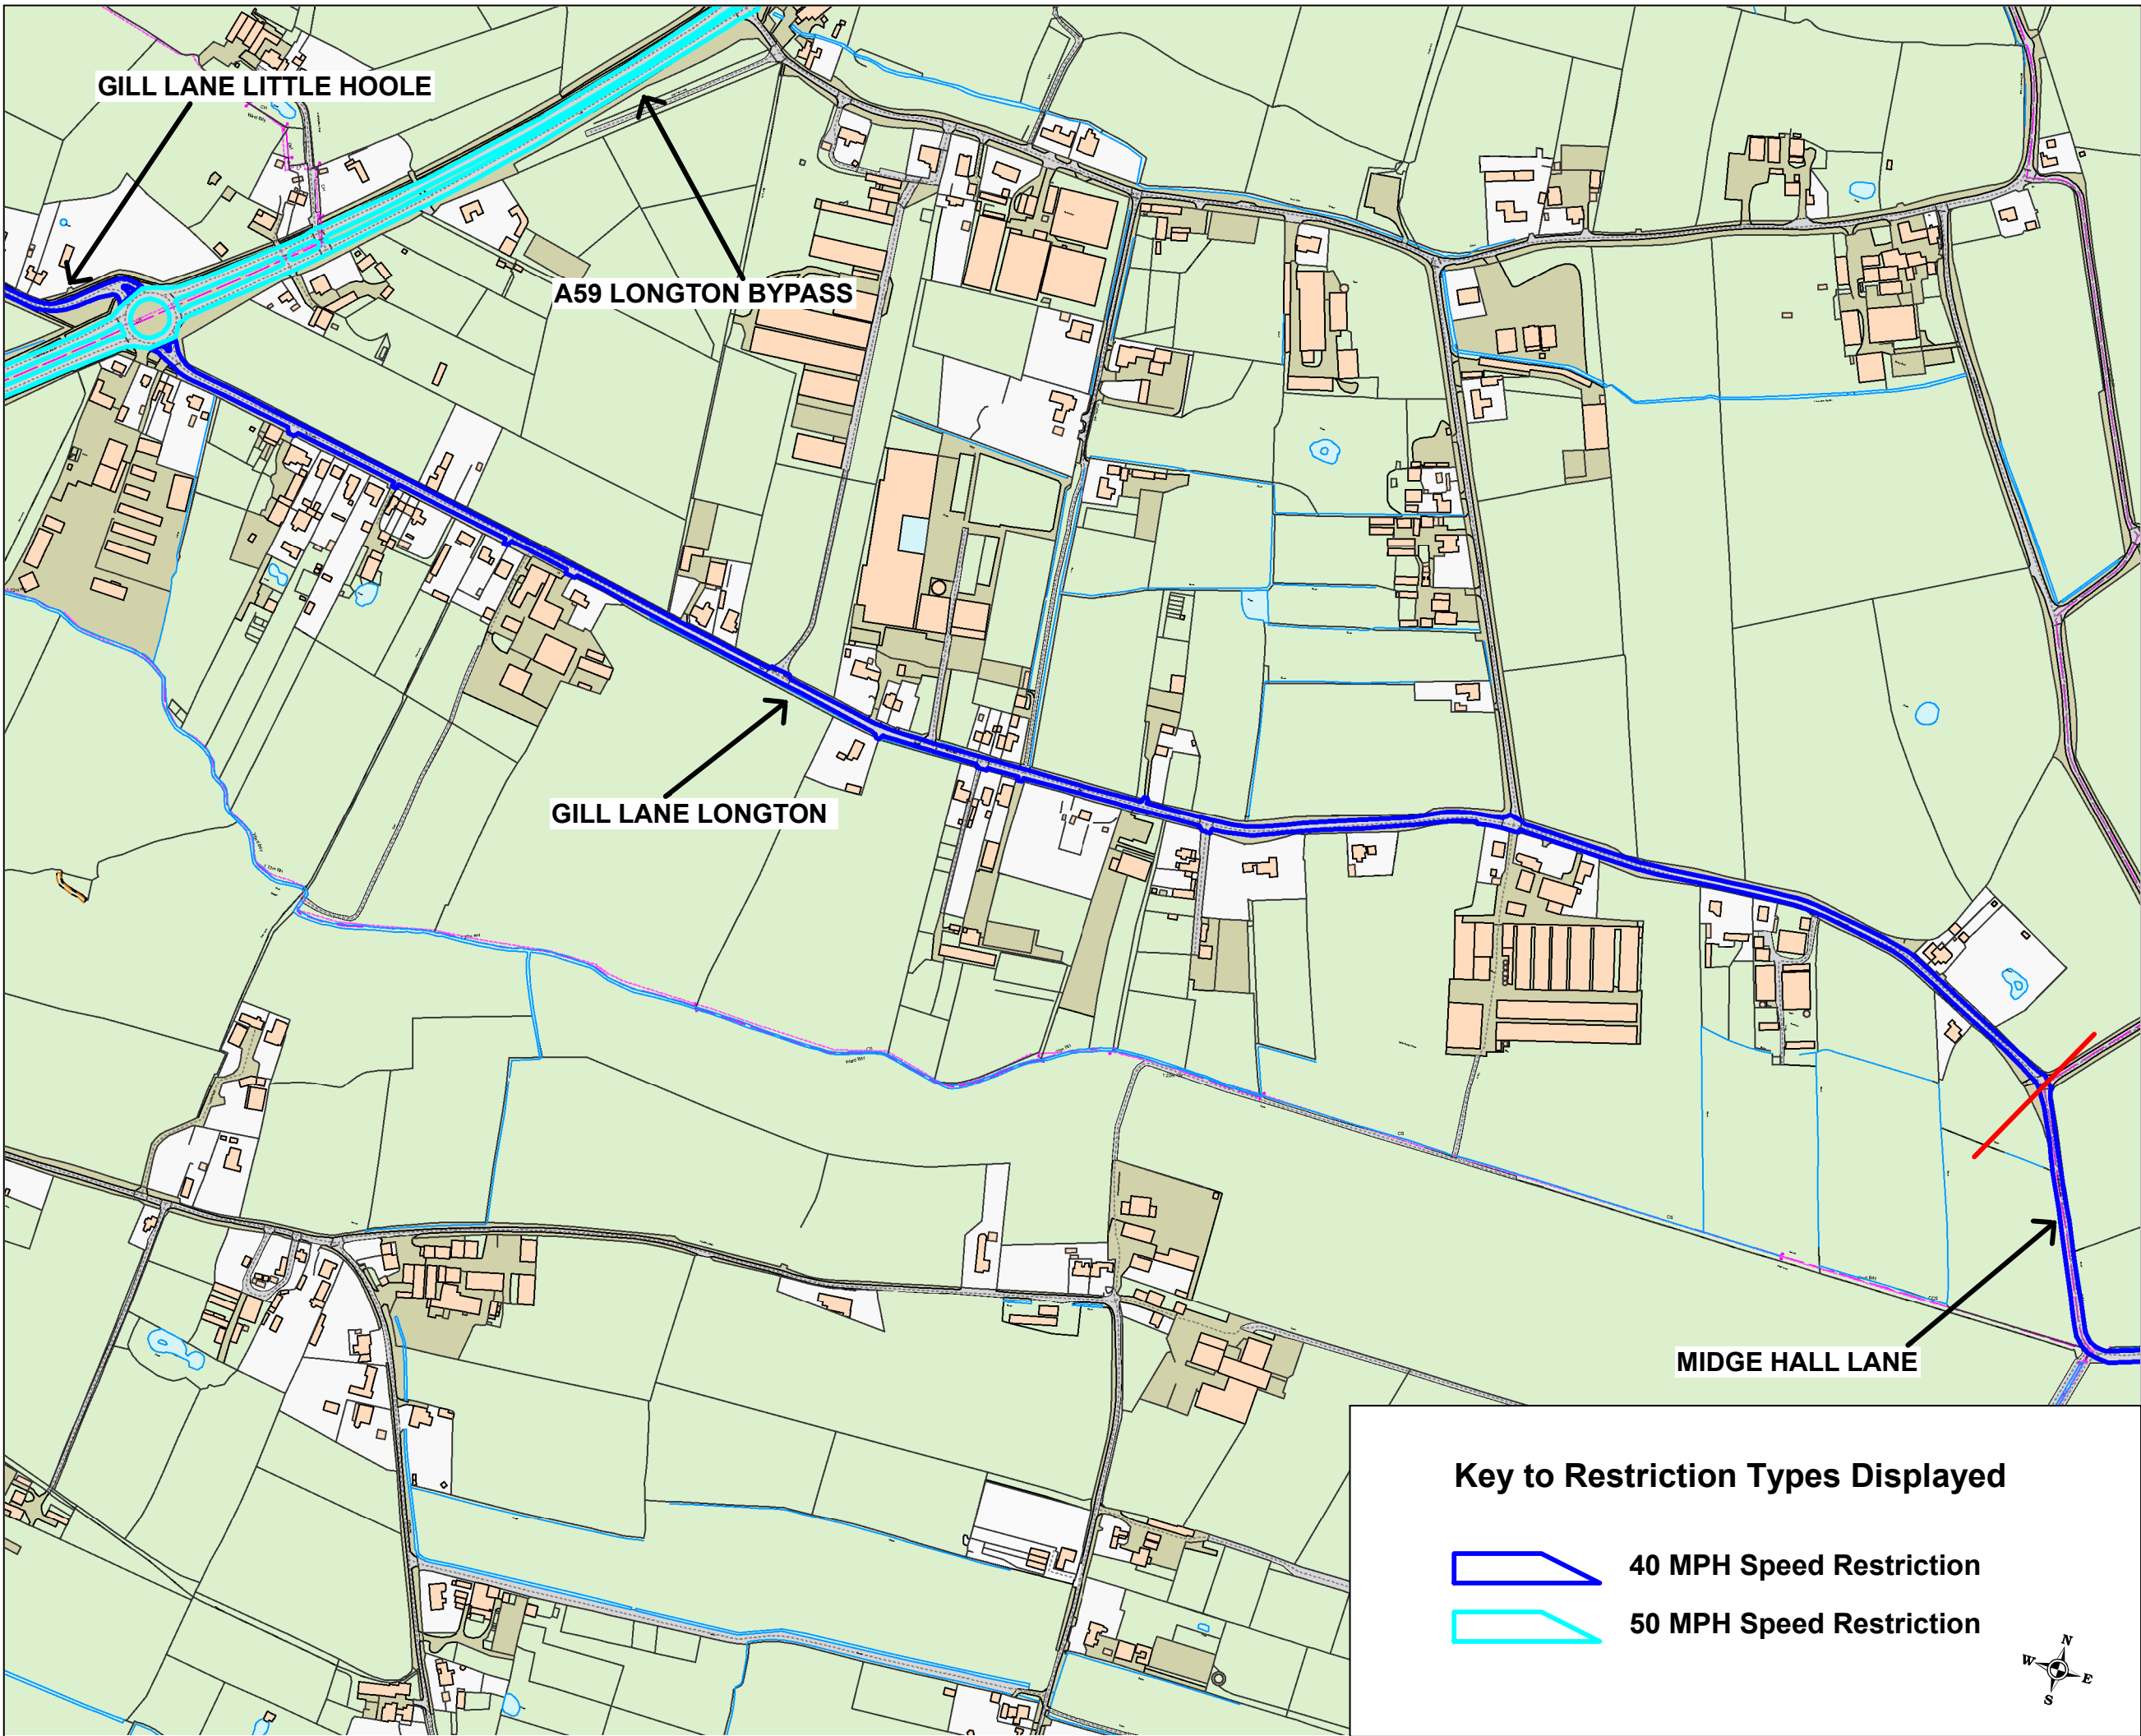 GILL LANE LITTLE HOOLE
A59 LONGTON BYPASS
GILL LANE LONGTON
MIDGE HALL LANE
Key to Restriction Types Displayed
40 MPH Speed Restriction
50 MPH Speed Restriction
N
W
E
S